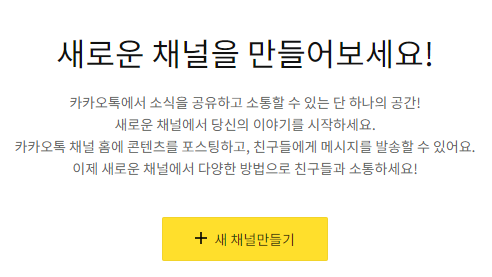 새로운 채널을 만들어보세요!
카카오톡에서 소식을 공유하고 소통할 수 있는 단 하나의 공간!
새로운 채널에서 당신의 이야기를 시작하세요.
카카오톡 채널 홈에 콘텐츠를 포스팅하고, 친구들에게 메시지를 발송할 수 있어요.
이제 새로운 채널에서 다양한 방법으로 친구들과 소통하세요!
+ 새 채널만들기